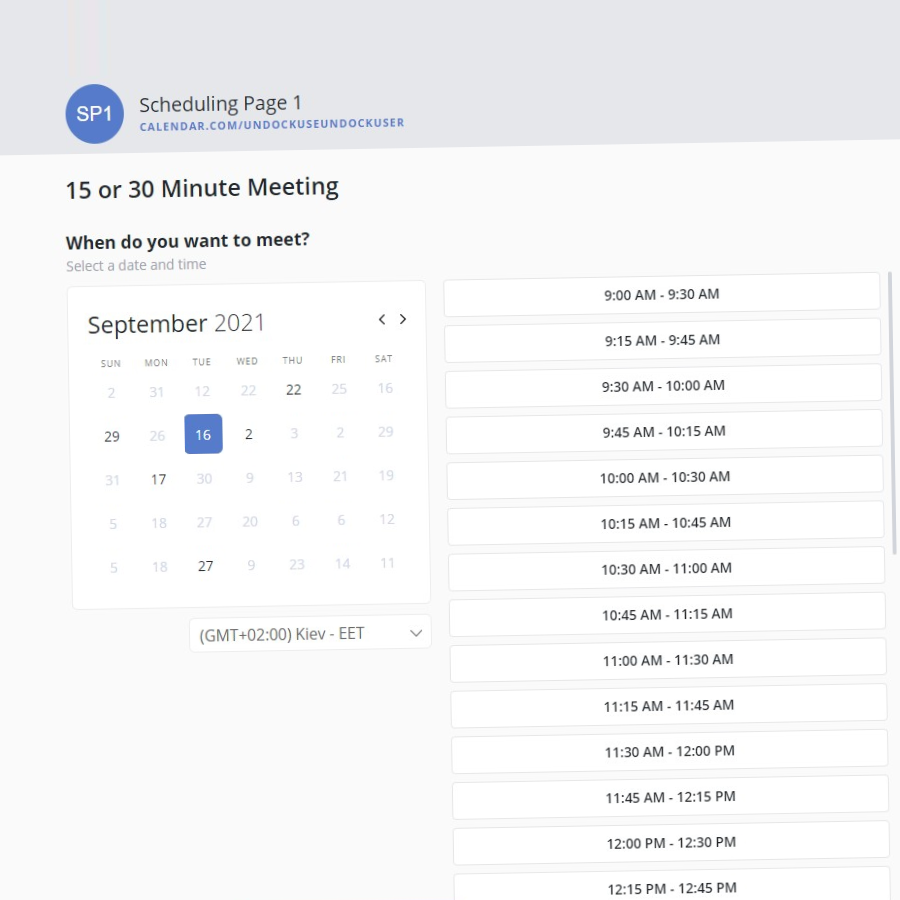 SP1
Scheduling Page 1
CALENDAR.COM/UNDOCKUSEUNDOCKUSER
15 or 30 Minute Meeting
When do you want to meet?
Select a date and time
September 2021
SUN MON TUE WED THU FRI SAT
2 31 12 22 22 25 16
29 26 16 2 3 2 29
31 17 30 9 13 21 19
5 18 27 20 6 6 12
5 18 27 9 23 14 11
(GMT+02:00) Kiev - EET
9:00 AM - 9:30 AM
9:15 AM - 9:45 AM
9:30 AM - 10:00 AM
9:45 AM - 10:15 AM
10:00 AM - 10:30 AM
10:15 AM - 10:45 AM
10:30 AM - 11:00 AM
10:45 AM - 11:15 AM
11:00 AM - 11:30 AM
11:15 AM - 11:45 AM
11:30 AM - 12:00 PM
11:45 AM - 12:15 PM
12:00 PM - 12:30 PM
12:15 PM - 12:45 PM